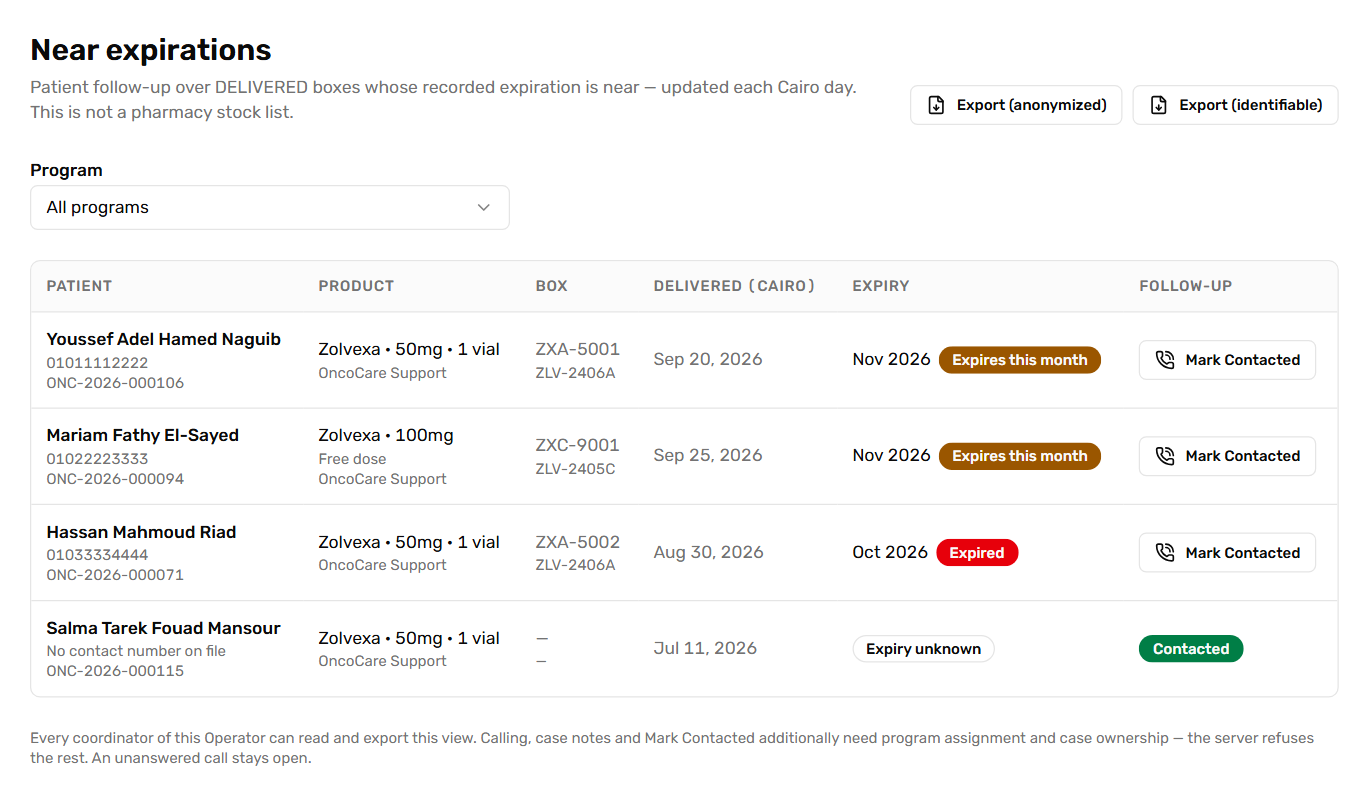 Near expirations
Patient follow-up over DELIVERED boxes whose recorded expiration is near — updated each Cairo day.
This is not a pharmacy stock list.
Export (anonymized)
Export (identifiable)
Program
All programs
PATIENT
PRODUCT
BOX
DELIVERED (CAIRO)
EXPIRY
FOLLOW-UP
Youssef Adel Hamed Naguib
01011112222
ONC-2026-000106
Zolvexa • 50mg • 1 vial
OncoCare Support
ZXA-5001
ZLV-2406A
Sep 20, 2026
Nov 2026 Expires this month
Mark Contacted
Mariam Fathy El-Sayed
01022223333
ONC-2026-000094
Zolvexa • 100mg
Free dose
OncoCare Support
ZXC-9001
ZLV-2405C
Sep 25, 2026
Nov 2026 Expires this month
Mark Contacted
Hassan Mahmoud Riad
01033334444
ONC-2026-000071
Zolvexa • 50mg • 1 vial
OncoCare Support
ZXA-5002
ZLV-2406A
Aug 30, 2026
Oct 2026 Expired
Mark Contacted
Salma Tarek Fouad Mansour
No contact number on file
ONC-2026-000115
Zolvexa • 50mg • 1 vial
OncoCare Support
—
—
Jul 11, 2026
Expiry unknown
Contacted
Every coordinator of this Operator can read and export this view. Calling, case notes and Mark Contacted additionally need program assignment and case ownership — the server refuses
the rest. An unanswered call stays open.